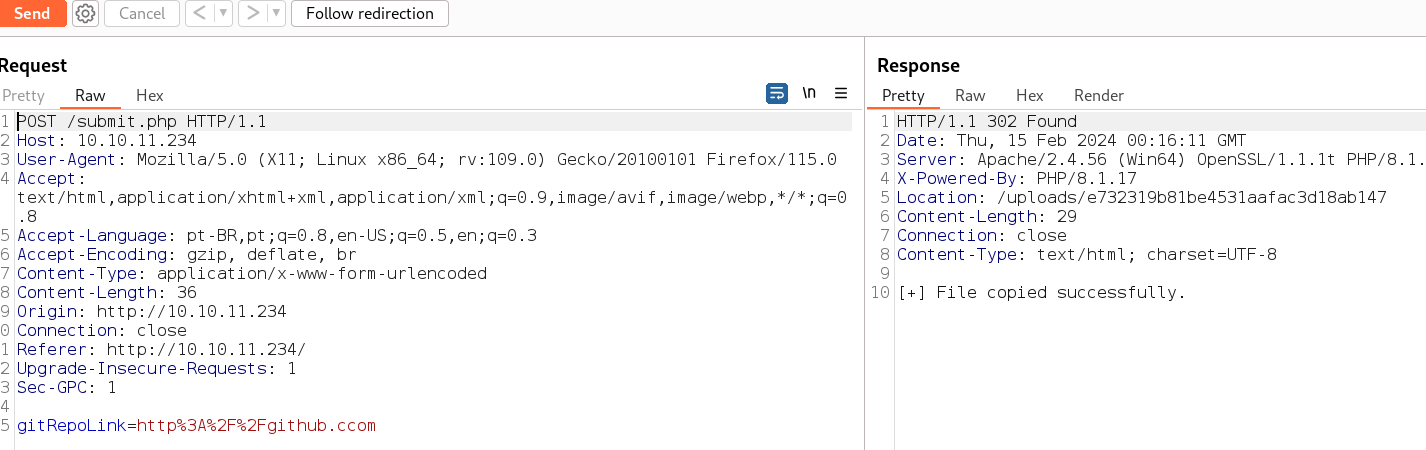 Send Cancel < > Follow redirection
Request
Pretty Raw Hex \n
1 POST /submit.php HTTP/1.1
2 Host: 10.10.11.234
3 User-Agent: Mozilla/5.0 (X11; Linux x86_64; rv:109.0) Gecko/20100101 Firefox/115.0
4 Accept:
text/html,application/xhtml+xml,application/xml;q=0.9,image/avif,image/webp,*/*;q=0
.8
5 Accept-Language: pt-BR,pt;q=0.8,en-US;q=0.5,en;q=0.3
6 Accept-Encoding: gzip, deflate, br
7 Content-Type: application/x-www-form-urlencoded
8 Content-Length: 36
9 Origin: http://10.10.11.234
0 Connection: close
1 Referer: http://10.10.11.234/
2 Upgrade-Insecure-Requests: 1
3 Sec-GPC: 1
4
5 gitRepoLink=http%3A%2F%2Fgithub.ccom
Response
Pretty Raw Hex Render
1 HTTP/1.1 302 Found
2 Date: Thu, 15 Feb 2024 00:16:11 GMT
3 Server: Apache/2.4.56 (Win64) OpenSSL/1.1.1t PHP/8.1.
4 X-Powered-By: PHP/8.1.17
5 Location: /uploads/e732319b81be4531aafac3d18ab147
6 Content-Length: 29
7 Connection: close
8 Content-Type: text/html; charset=UTF-8
9
10 [+] File copied successfully.